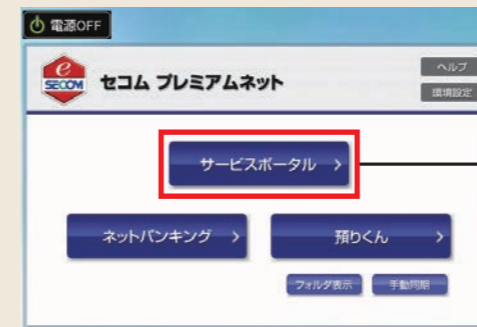 電源OFF
e
SECOM
セコム プレミアムネット
ヘルプ
環境設定
サービスポータル >
ネットバンキング >
預りくん >
フォルダ表示
手動同期